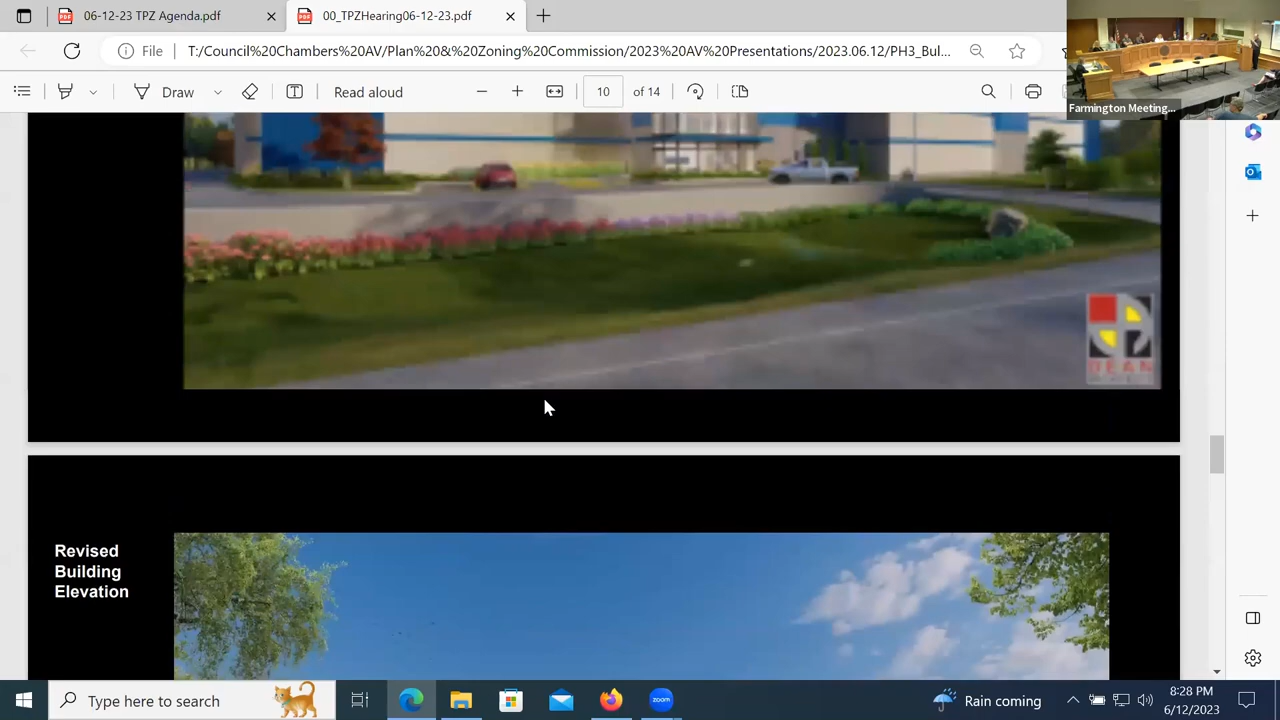 06-12-23 TPZ Agenda.pdf
00_TPZHearing06-12-23.pdf
File
T:/Council%20Chambers%20AV/Plan%20&%20Zoning%20Commission/2023%20AV%20Presentations/2023.06.12/PH3_Bul...
Draw
Read aloud
10
of 14
Farmington Meeting...
DEAN
Revised
Building
Elevation
Type here to search
zoom
Rain coming
8:28 PM
6/12/2023